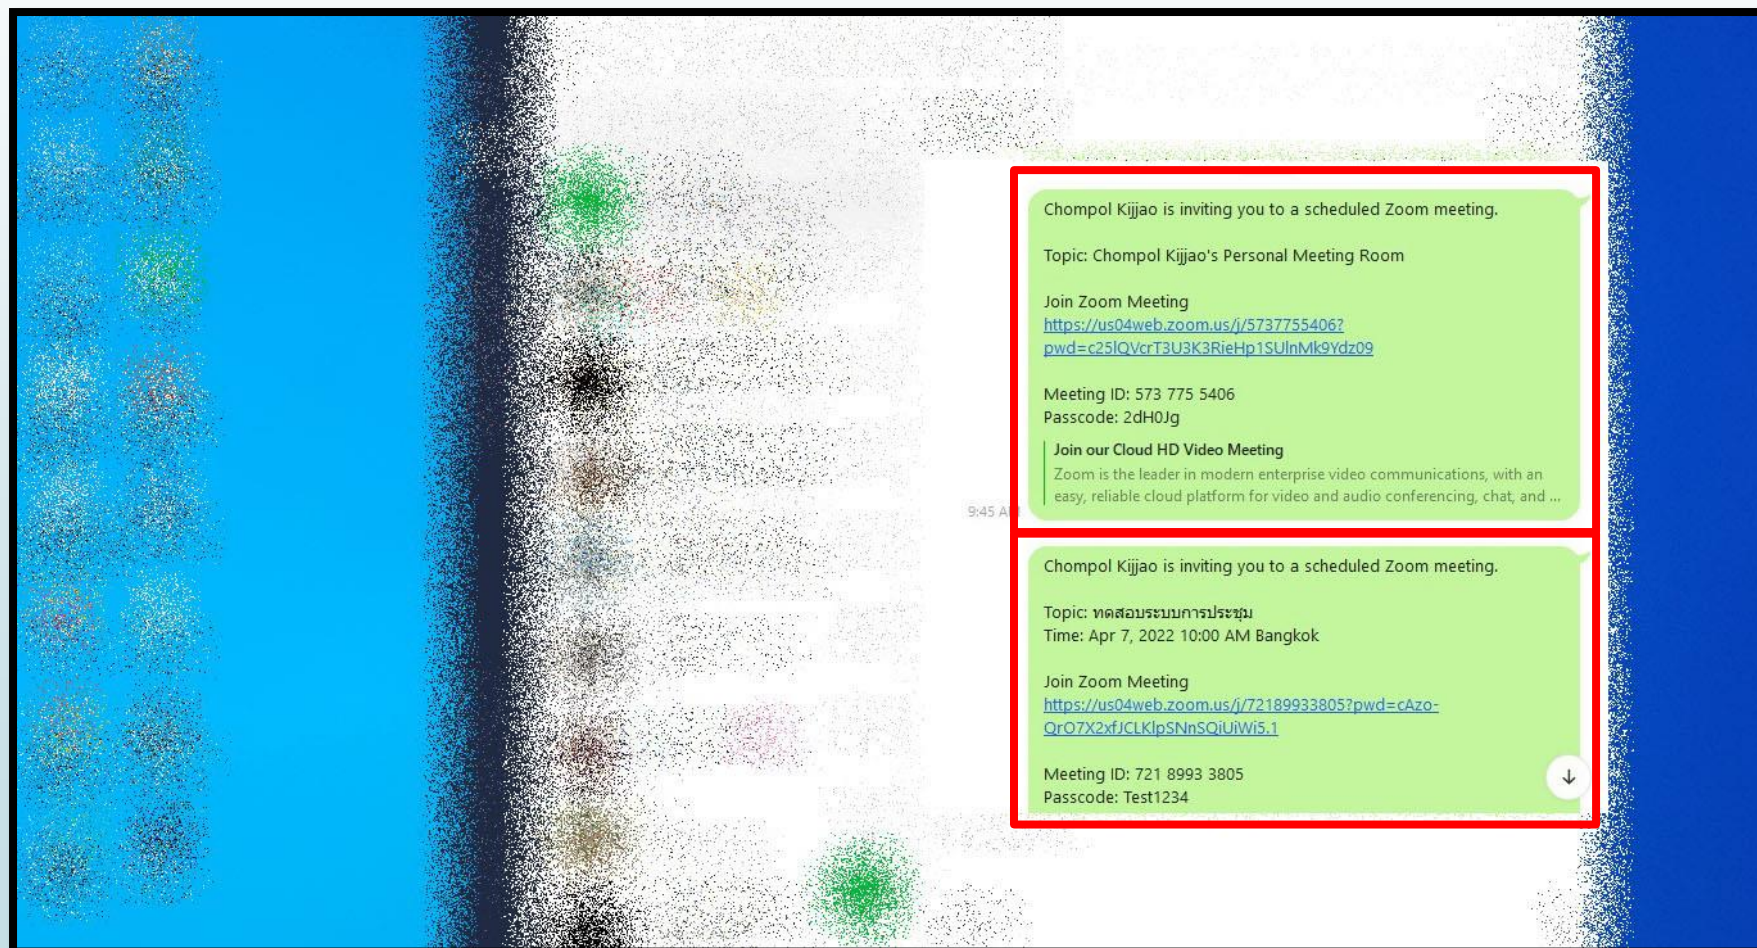 Chompol Kijjao is inviting you to a scheduled Zoom meeting.
Topic: Chompol Kijjao's Personal Meeting Room
Join Zoom Meeting
https://us04web.zoom.us/j/5737755406?
pwd=c25lQVcrT3U3K3RieHp1SUlnMk9Ydz09
Meeting ID: 573 775 5406
Passcode: 2dH0Jg
Join our Cloud HD Video Meeting
Zoom is the leader in modern enterprise video communications, with an
easy, reliable cloud platform for video and audio conferencing, chat, and ...
9:45 AM
Chompol Kijjao is inviting you to a scheduled Zoom meeting.
Topic: ทดสอบระบบการประชุม
Time: Apr 7, 2022 10:00 AM Bangkok
Join Zoom Meeting
https://us04web.zoom.us/j/72189933805?pwd=cAzo-
QrO7X2xfJCLKlpSNnSQiUiWi5.1
Meeting ID: 721 8993 3805
Passcode: Test1234